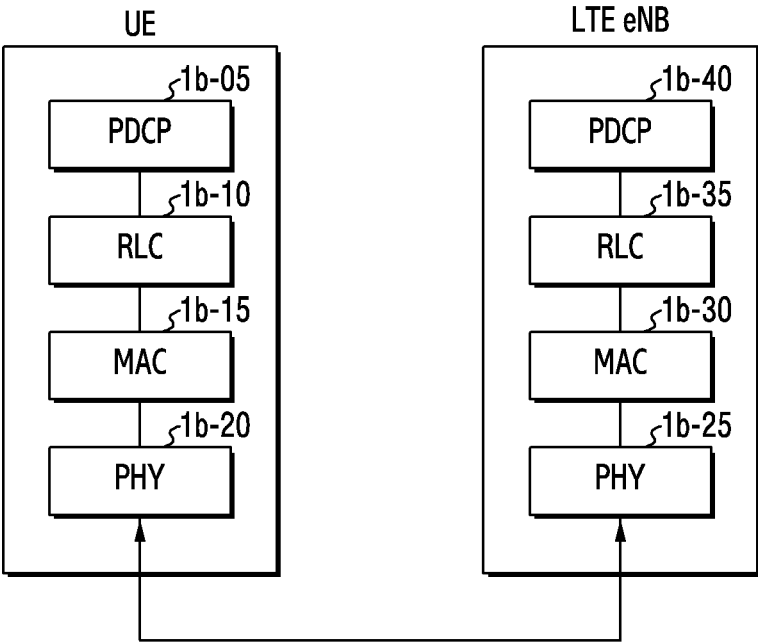 UE
1b-05
PDCP
1b-10
RLC
1b-15
MAC
1b-20
PHY
LTE eNB
1b-40
PDCP
1b-35
RLC
1b-30
MAC
1b-25
PHY